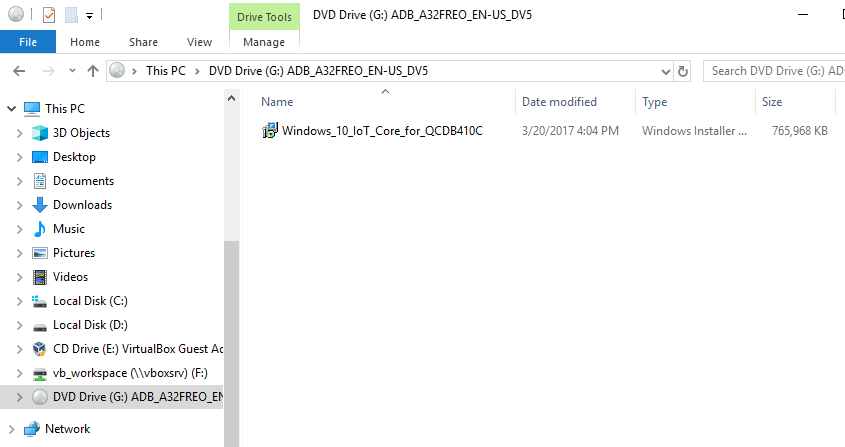 Drive Tools
DVD Drive (G:) ADB_A32FREO_EN-US_DV5
File Home Share View Manage
This PC DVD Drive (G:) ADB_A32FREO_EN-US_DV5 Search DVD Drive (G:) AD
This PC
3D Objects
Desktop
Documents
Downloads
Music
Pictures
Videos
Local Disk (C:)
Local Disk (D:)
CD Drive (E:) VirtualBox Guest Ad
vb_workspace (\\vboxsrv) (F:)
DVD Drive (G:) ADB_A32FREO_EN
Network
Name Date modified Type Size
Windows_10_IoT_Core_for_QCDB410C 3/20/2017 4:04 PM Windows Installer ... 765,968 KB